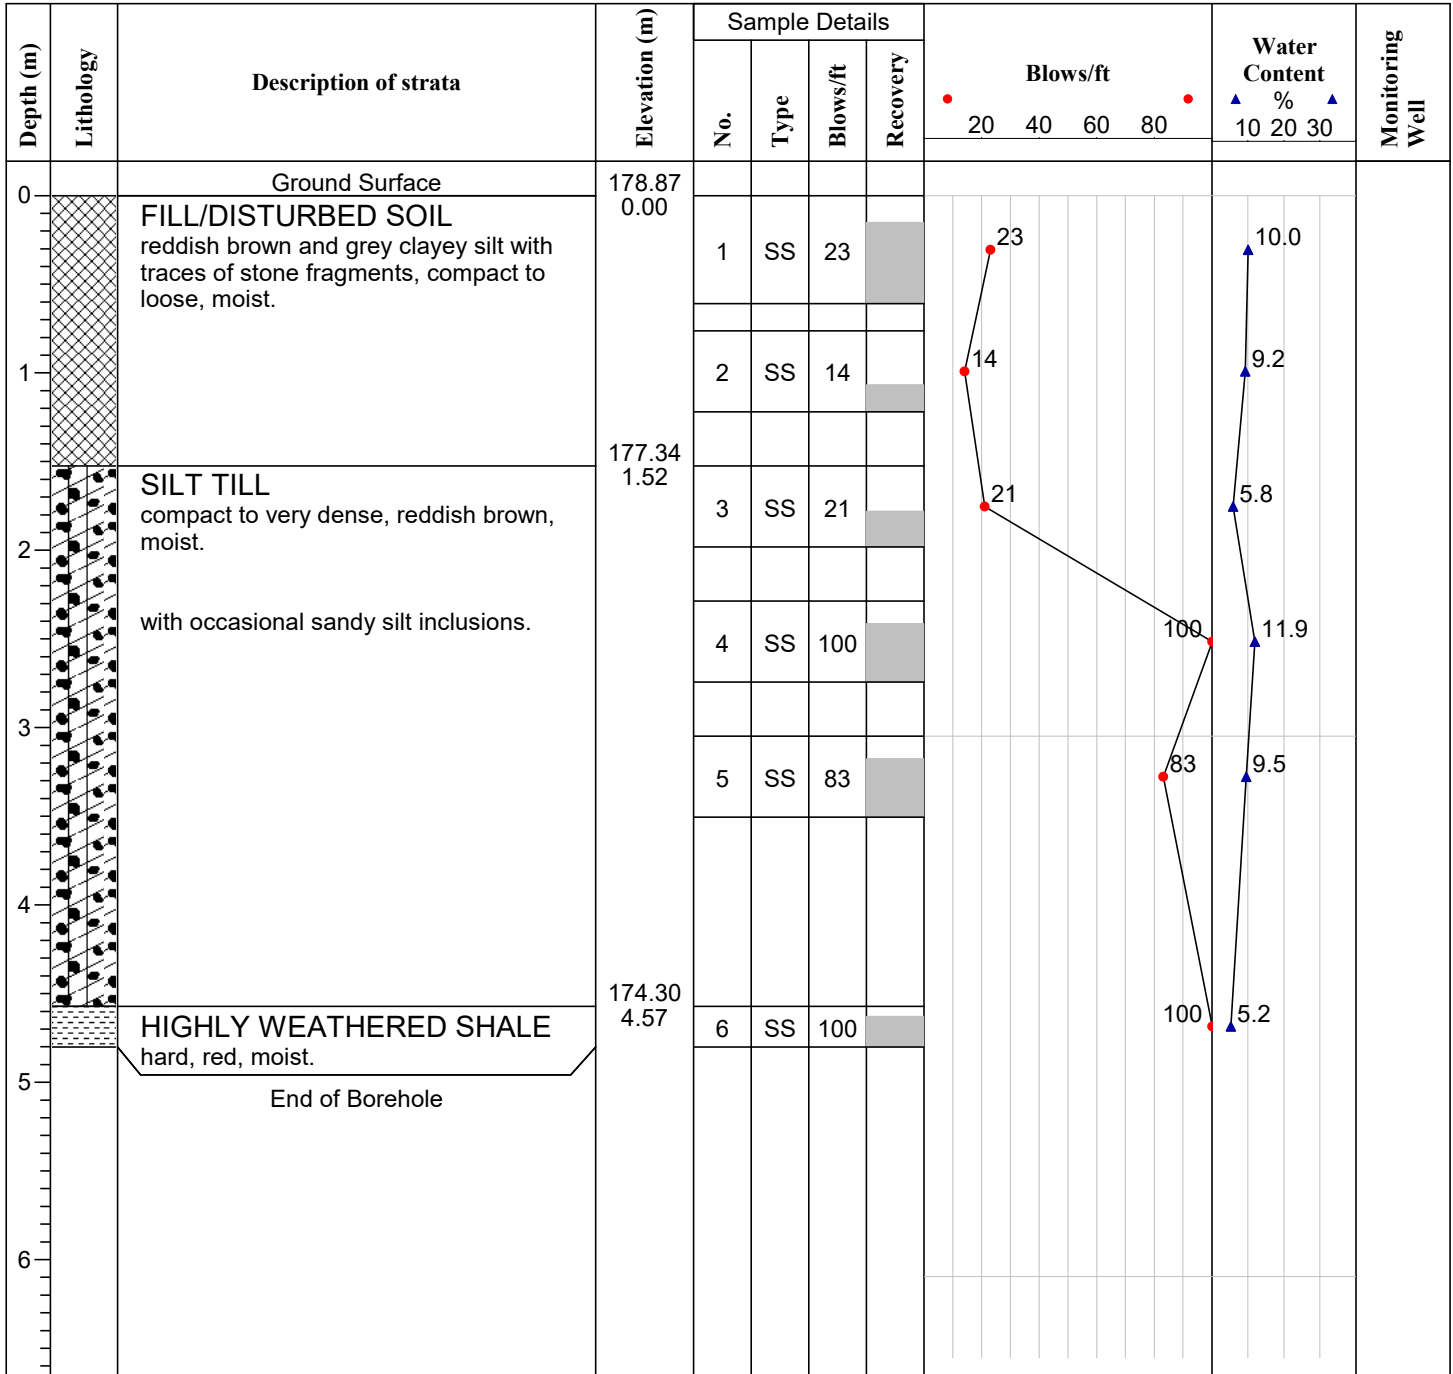 Depth (m)
Lithology
Description of strata
Elevation (m)
Sample Details
No.
Type
Blows/ft
Recovery
Blows/ft
20 40 60 80
Water
Content
%
10 20 30
Monitoring
Well
Ground Surface
178.87
0.00
0
FILL/DISTURBED SOIL
reddish brown and grey clayey silt with
traces of stone fragments, compact to
loose, moist.
1 SS 23
23
10.0
1
2 SS 14
14
9.2
177.34
1.52
SILT TILL
compact to very dense, reddish brown,
moist.
3 SS 21
21
5.8
2
with occasional sandy silt inclusions.
4 SS 100
100
11.9
3
5 SS 83
83
9.5
4
174.30
4.57
HIGHLY WEATHERED SHALE
hard, red, moist.
6 SS 100
100
5.2
5
End of Borehole
6